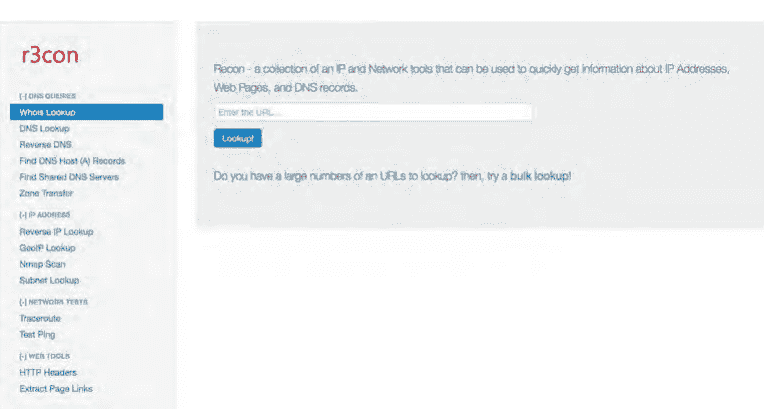 r3con
[-] DNS QUERIES
Whois Lookup
DNS Lookup
Reverse DNS
Find DNS Host (A) Records
Find Shared DNS Servers
Zone Transfer
[-] IP ADDRESS
Reverse IP Lookup
GeoIP Lookup
Nmap Scan
Subnet Lookup
[-] NETWORK TESTS
Traceroute
Test Ping
[-] WEB TOOLS
HTTP Headers
Extract Page Links
Recon - a collection of an IP and Network tools that can be used to quickly get information about IP Addresses,
Web Pages, and DNS records.
Enter the URL...
Lookup!
Do you have a large numbers of an URLs to lookup? then, try a bulk lookup!